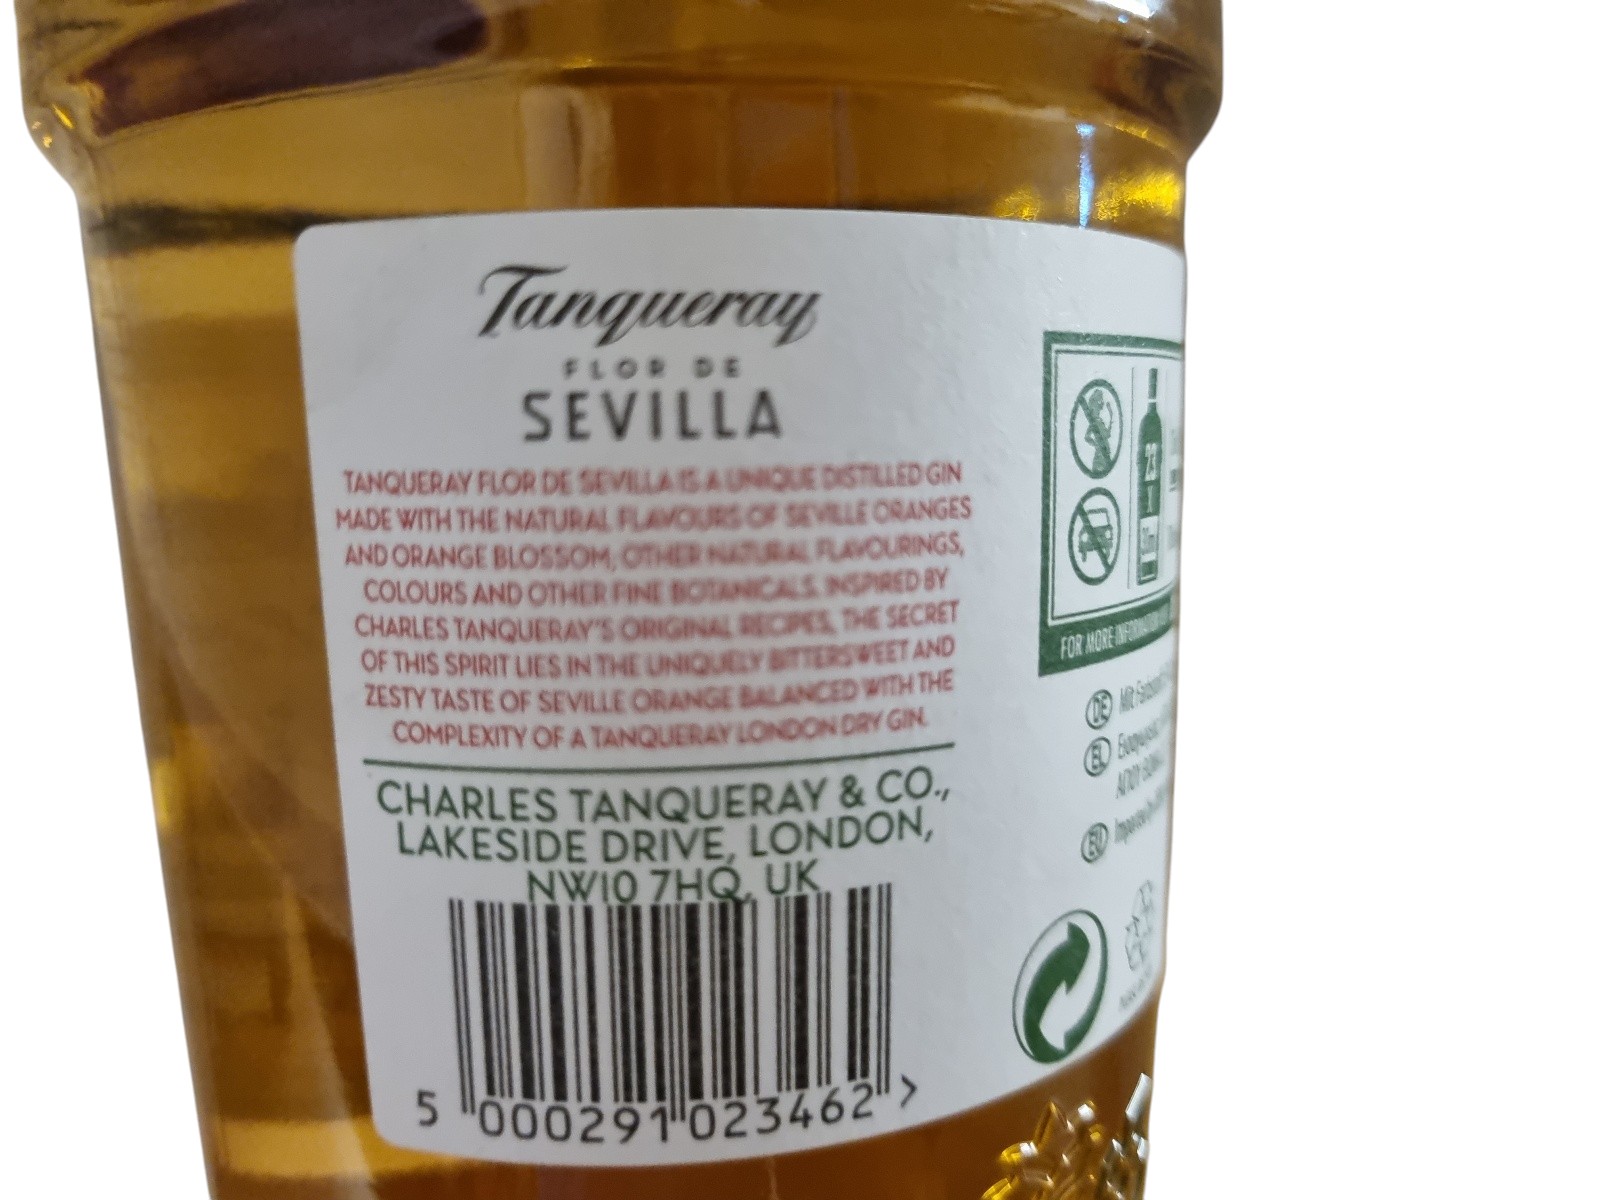 Tanqueray
FLOR DE
SEVILLA
TANQUERAY FLOR DE SEVILLA IS A UNIQUE DISTILLED GIN
MADE WITH THE NATURAL FLAVOURS OF SEVILLE ORANGES
AND ORANGE BLOSSOM, OTHER NATURAL FLAVOURINGS,
COLOURS AND OTHER FINE BOTANICALS. INSPIRED BY
CHARLES TANQUERAY'S ORIGINAL RECIPES, THE SECRET
OF THIS SPIRIT LIES IN THE UNIQUELY BITTERSWEET AND
ZESTY TASTE OF SEVILLE ORANGE BALANCED WITH THE
COMPLEXITY OF A TANQUERAY LONDON DRY GIN.
CHARLES TANQUERAY & CO.,
LAKESIDE DRIVE, LONDON,
NW10 7HQ, UK
5 000291 023462 >
23
X
FOR MORE INFORMATION
DE Mit
EL
EU Imported by